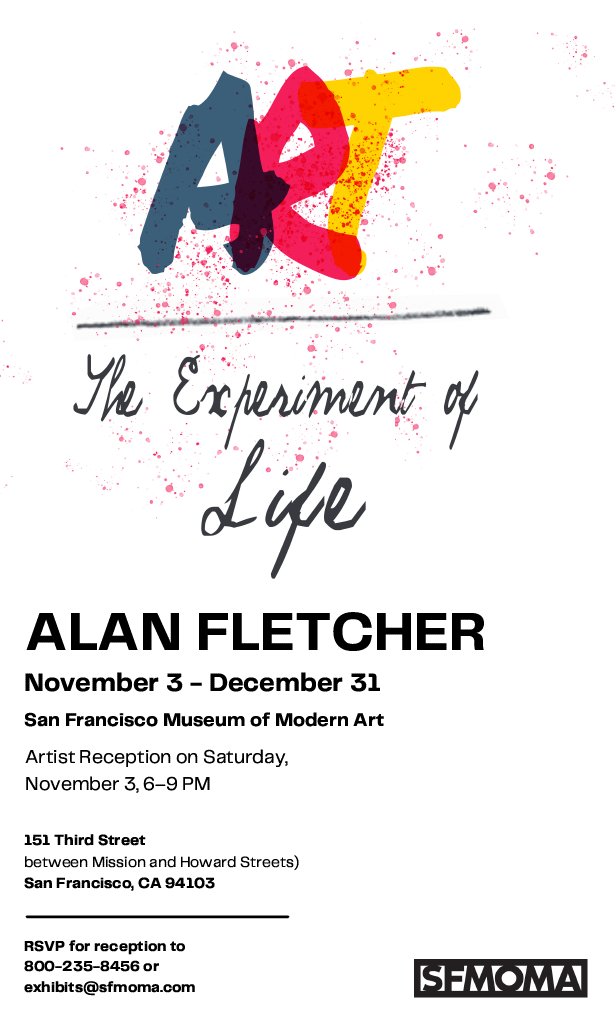 ART
The Experiment of
Life
ALAN FLETCHER
November 3 – December 31
San Francisco Museum of Modern Art
Artist Reception on Saturday,
November 3, 6–9 PM
151 Third Street
between Mission and Howard Streets)
San Francisco, CA 94103
RSVP for reception to
800-235-8456 or
exhibits@sfmoma.com
SFMOMA